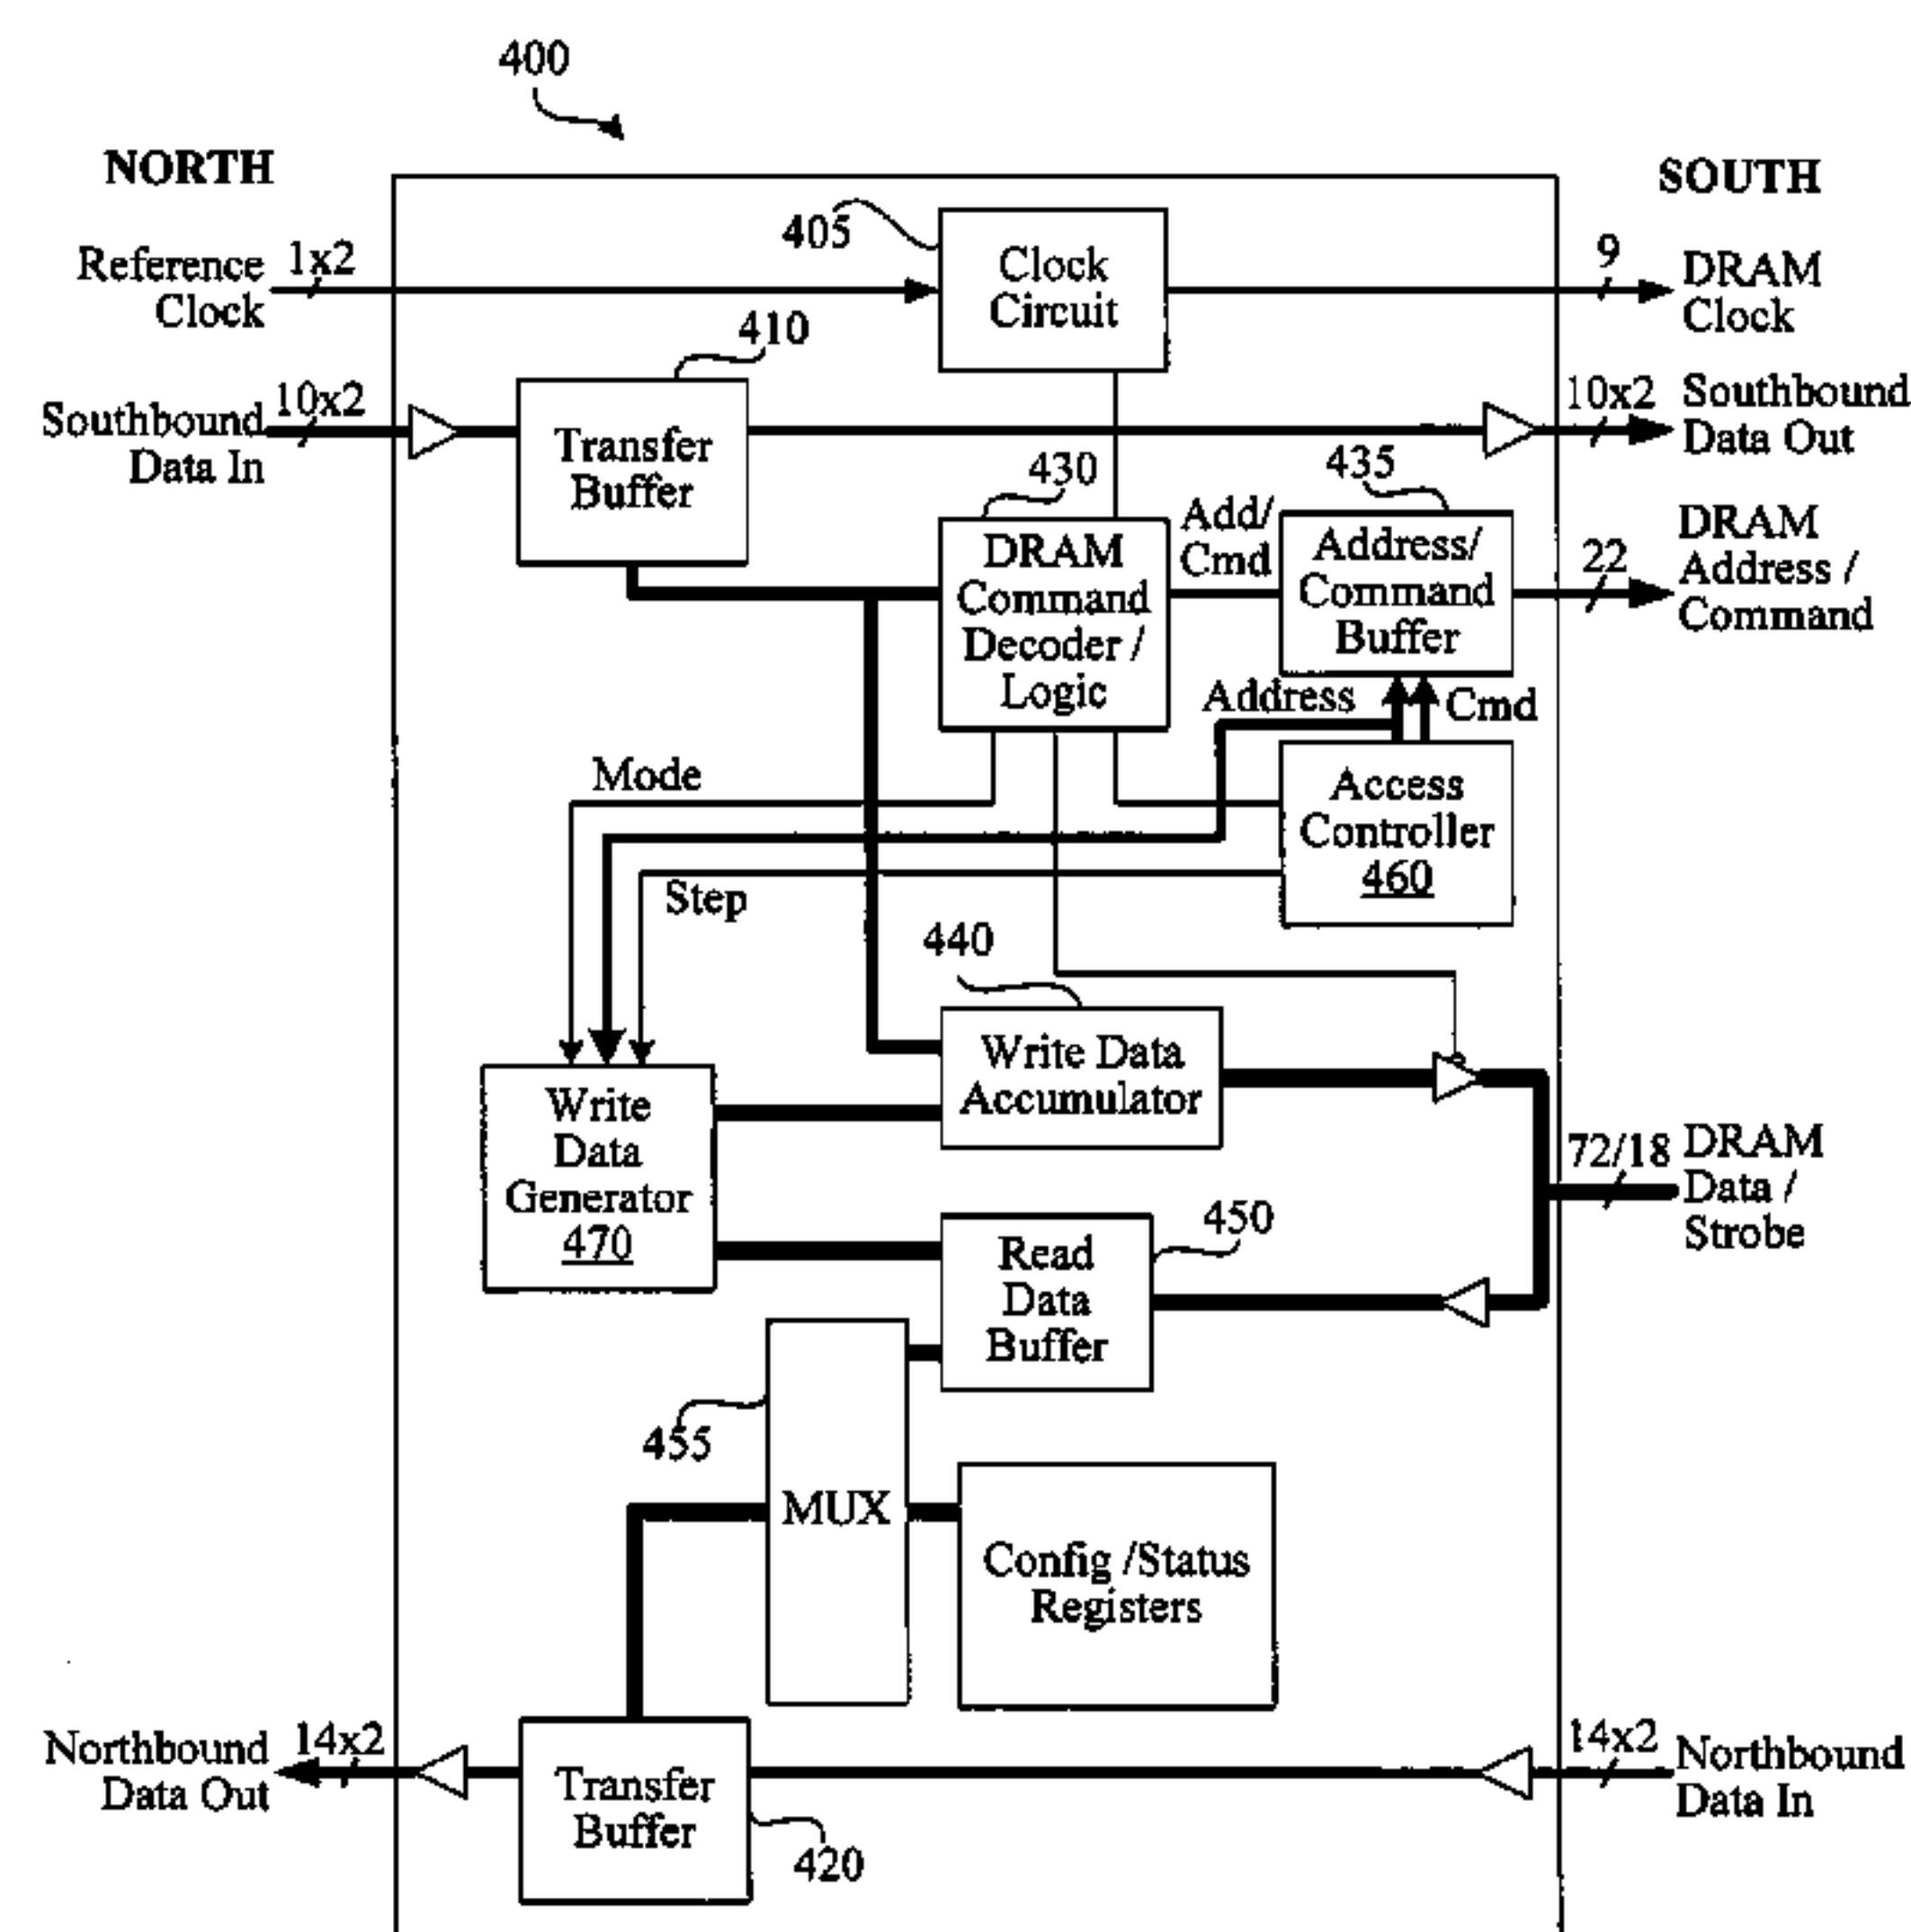 400
NORTH
SOUTH
405
Clock
Circuit
Reference
Clock
1x2
9
DRAM
Clock
410
Southbound
Data In
10x2
Transfer
Buffer
10x2
Southbound
Data Out
430
DRAM
Command
Decoder /
Logic
Add/
Cmd
435
Address/
Command
Buffer
22
DRAM
Address /
Command
Address
Cmd
Mode
Access
Controller
460
Step
440
Write Data
Accumulator
Write
Data
Generator
470
72/18
DRAM
Data /
Strobe
450
Read
Data
Buffer
455
MUX
Config /Status
Registers
Northbound
Data Out
14x2
Transfer
Buffer
420
14x2
Northbound
Data In